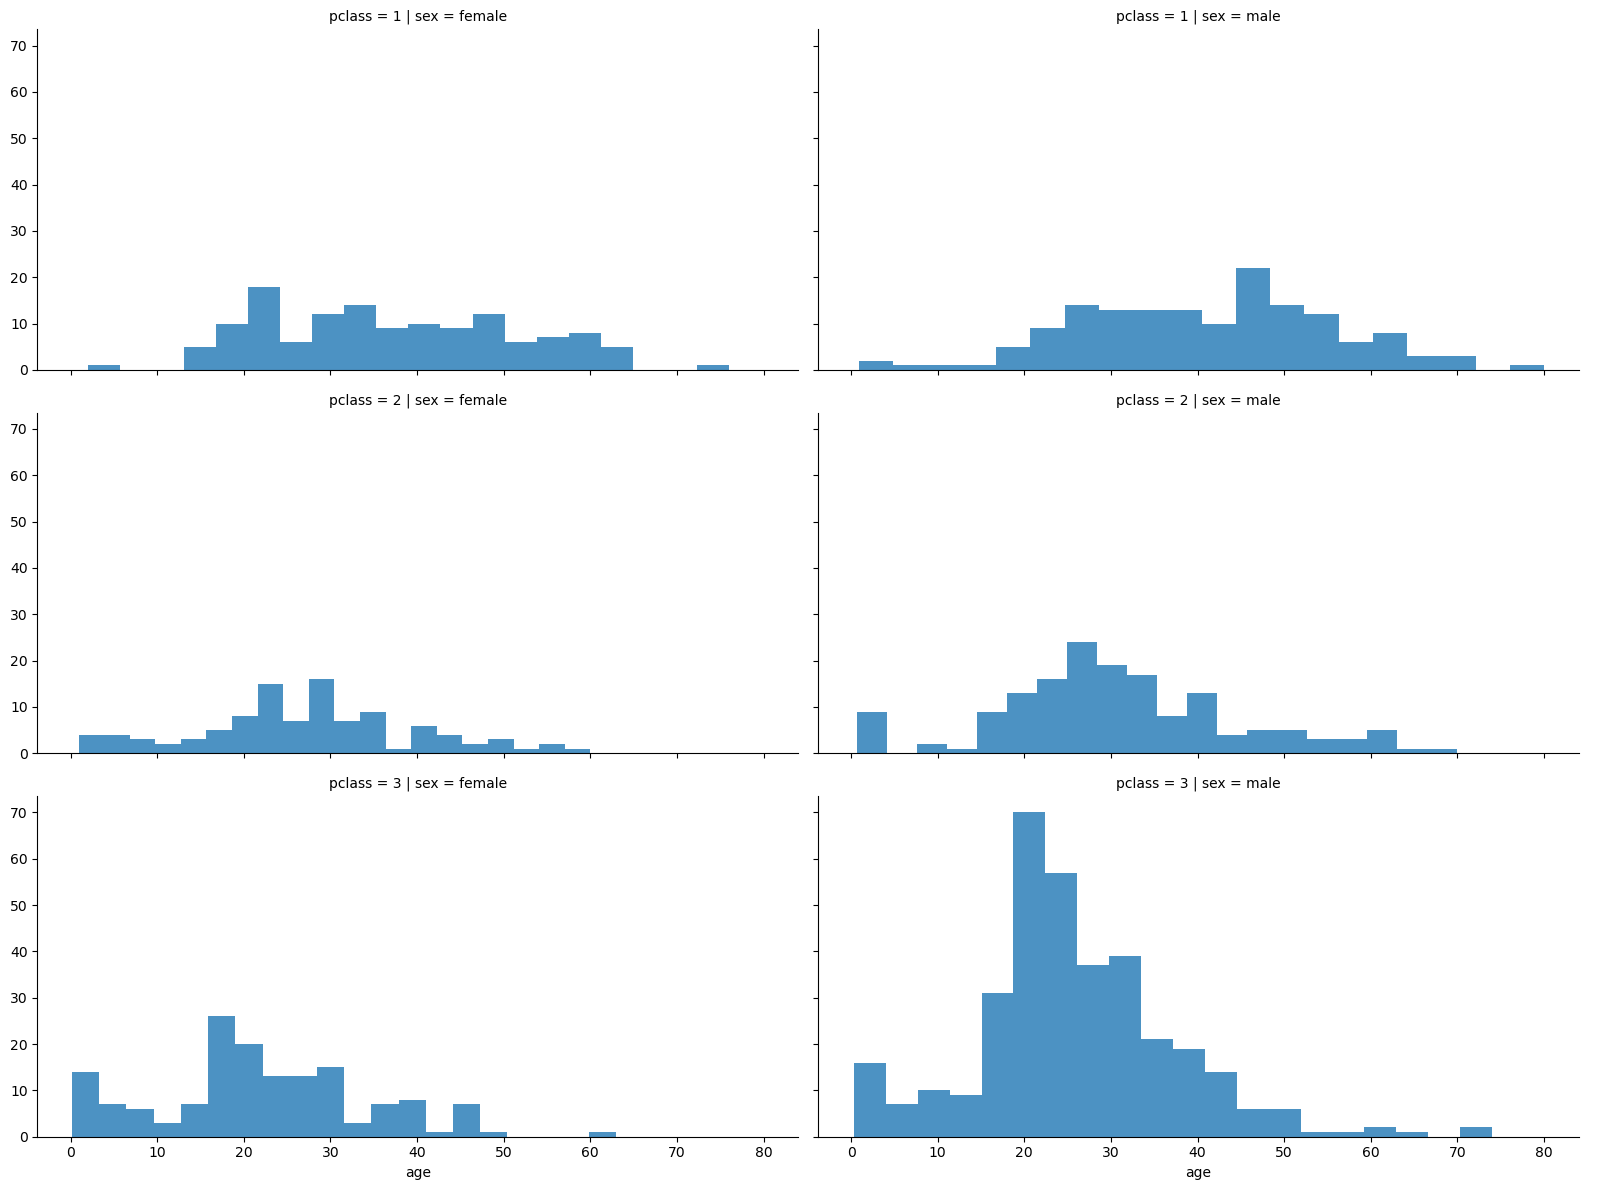 pclass = 1 | sex = female
pclass = 1 | sex = male
70
60
50
40
30
20
10
0
pclass = 2 | sex = female
pclass = 2 | sex = male
70
60
50
40
30
20
10
0
pclass = 3 | sex = female
pclass = 3 | sex = male
70
60
50
40
30
20
10
0
0 10 20 30 40 50 60 70 80
0 10 20 30 40 50 60 70 80
age
age